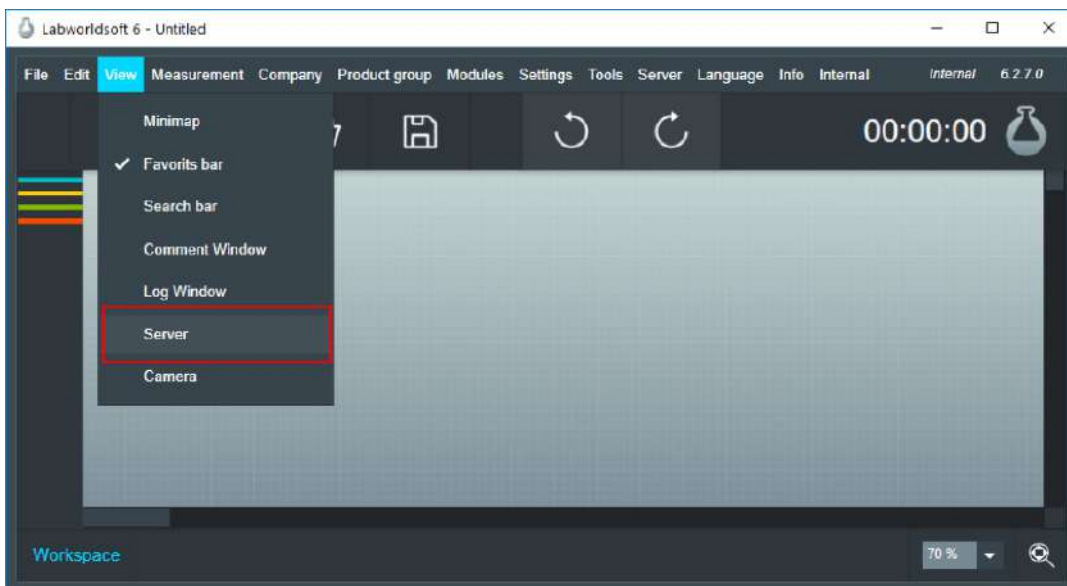 Labworldsoft 6 - Untitled
File Edit View Measurement Company Product group Modules Settings Tools Server Language Info Internal Internal 6.2.7.0
00:00:00
Minimap
Favorits bar
Search bar
Comment Window
Log Window
Server
Camera
Workspace
70 %